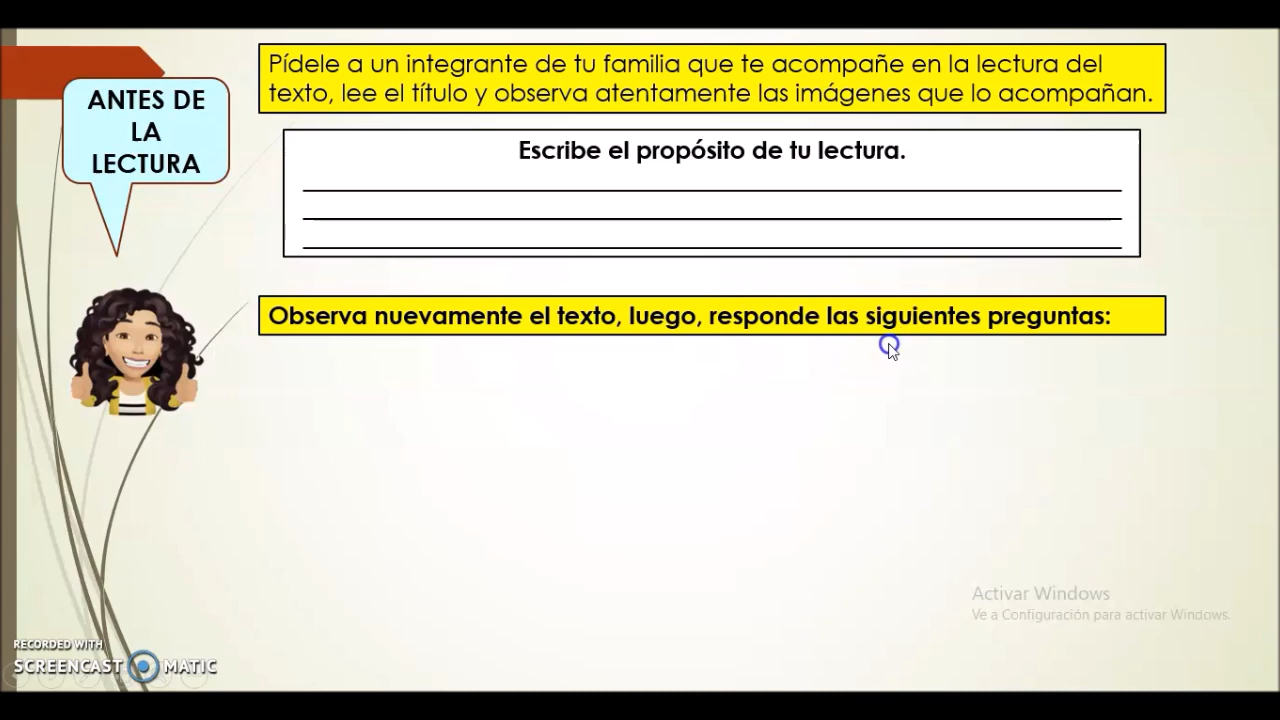 ANTES DE
LA
LECTURA
Pídele a un integrante de tu familia que te acompañe en la lectura del
texto, lee el título y observa atentamente las imágenes que lo acompañan.
Escribe el propósito de tu lectura.
Observa nuevamente el texto, luego, responde las siguientes preguntas:
Activar Windows
Ve a Configuración para activar Windows.
RECORDED WITH
SCREENCAST MATIC